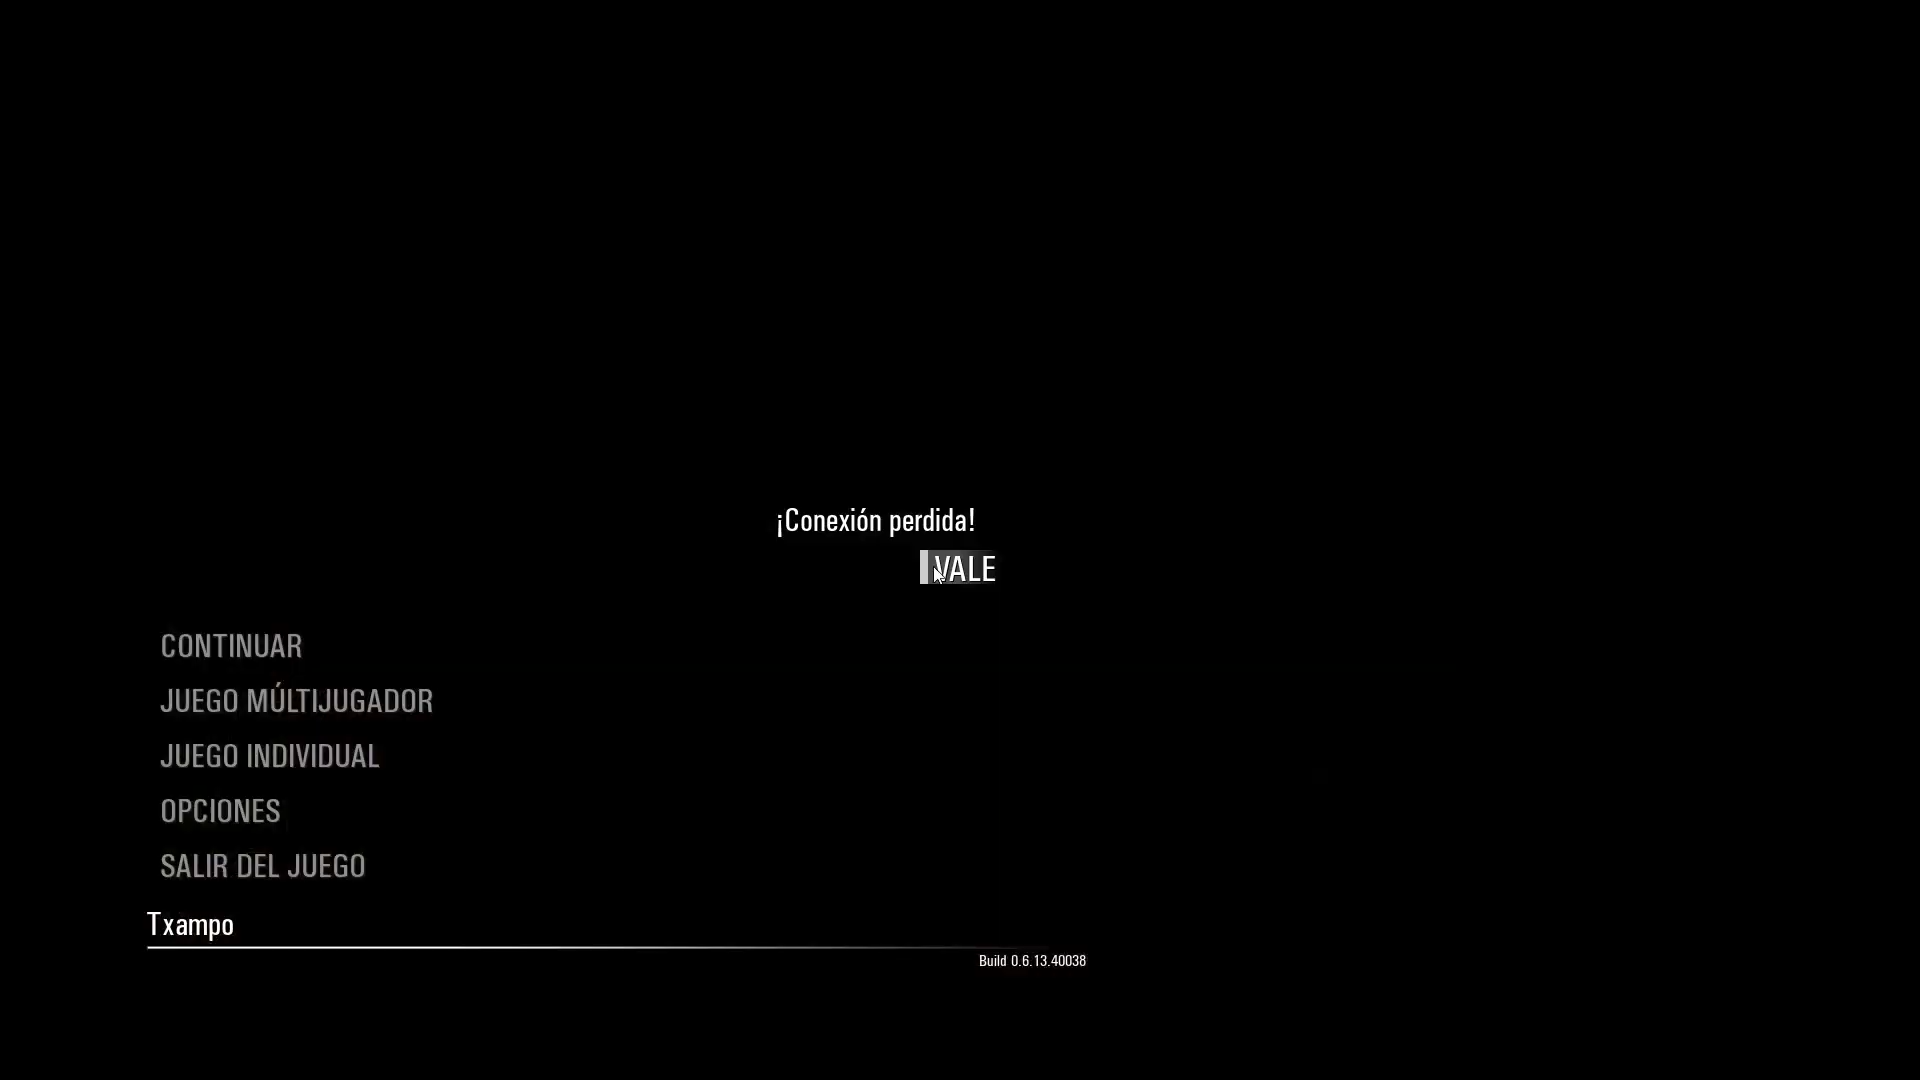 ¡Conexión perdida!
VALE
CONTINUAR
JUEGO MÚLTIJUGADOR
JUEGO INDIVIDUAL
OPCIONES
SALIR DEL JUEGO
Txampo
Build 0.6.13.40038